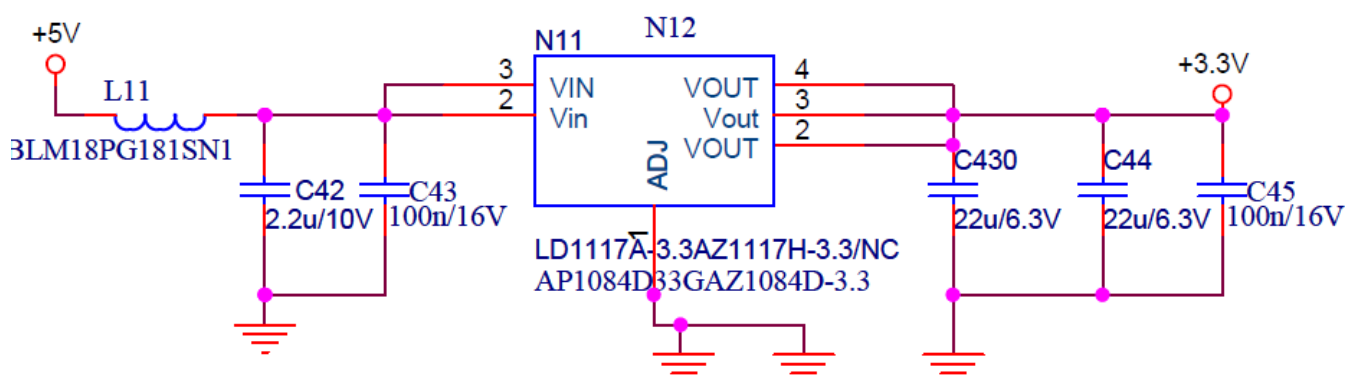 +5V
L11
BLM18PG181SN1
C42
2.2u/10V
C43
100n/16V
N11
N12
3
2
VIN
Vin
VOUT
Vout
VOUT
4
3
2
ADJ
1
LD1117A-3.3AZ1117H-3.3/NC
AP1084D33GAZ1084D-3.3
+3.3V
C430
22u/6.3V
C44
22u/6.3V
C45
100n/16V